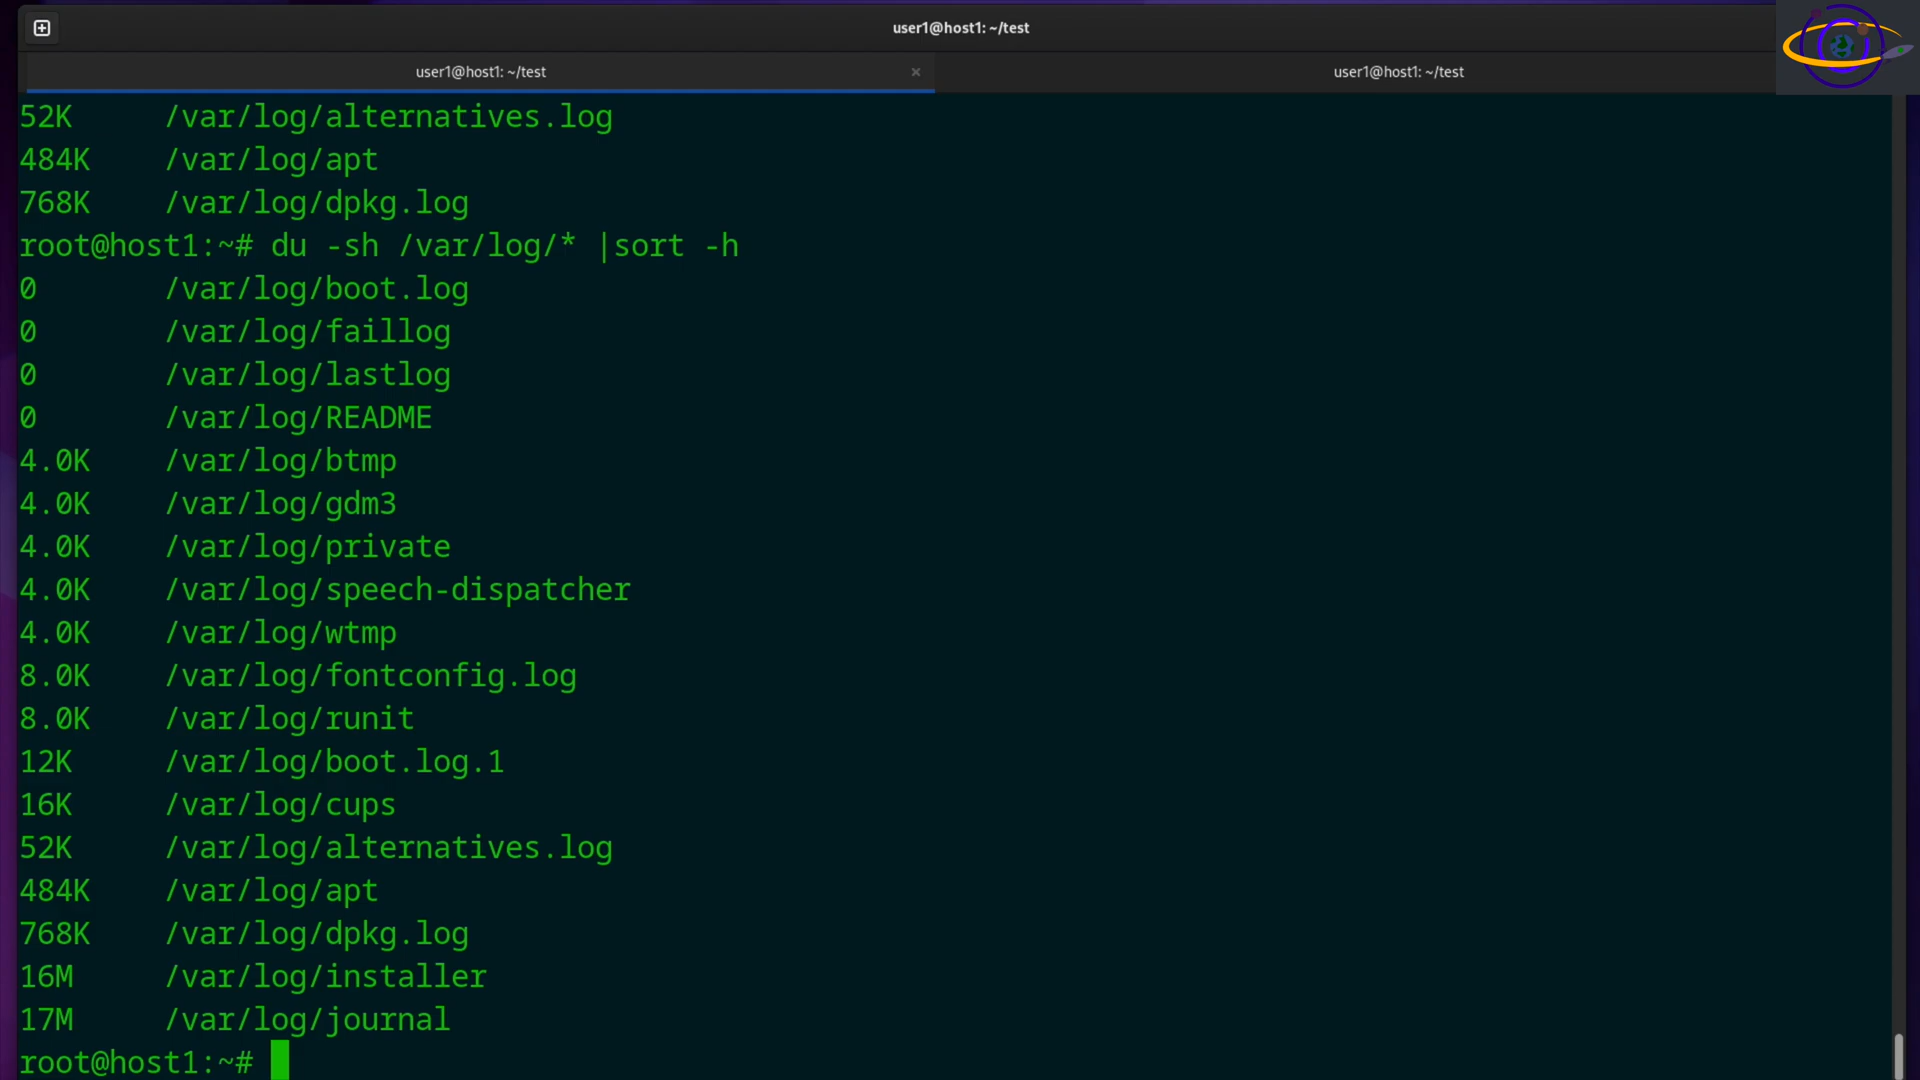 user1@host1: ~/test
user1@host1: ~/test × user1@host1: ~/test
52K /var/log/alternatives.log
484K /var/log/apt
768K /var/log/dpkg.log
root@host1:~# du -sh /var/log/* |sort -h
0 /var/log/boot.log
0 /var/log/faillog
0 /var/log/lastlog
0 /var/log/README
4.0K /var/log/btmp
4.0K /var/log/gdm3
4.0K /var/log/private
4.0K /var/log/speech-dispatcher
4.0K /var/log/wtmp
8.0K /var/log/fontconfig.log
8.0K /var/log/runit
12K /var/log/boot.log.1
16K /var/log/cups
52K /var/log/alternatives.log
484K /var/log/apt
768K /var/log/dpkg.log
16M /var/log/installer
17M /var/log/journal
root@host1:~#